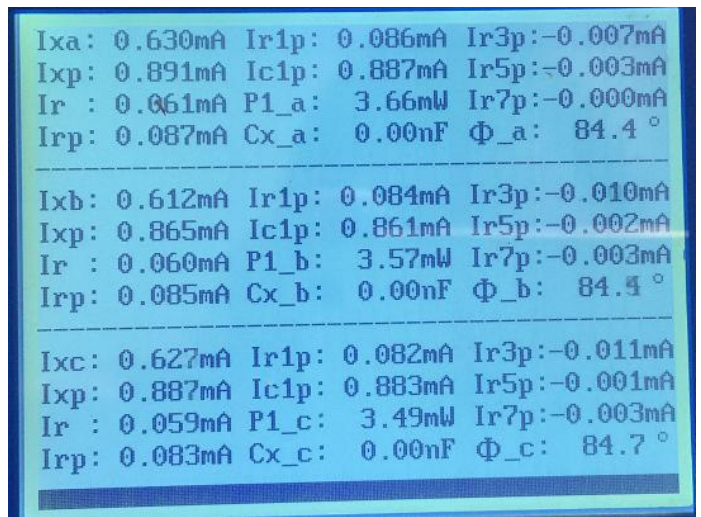 Ixa: 0.630mA Ir1p: 0.086mA Ir3p:-0.007mA
Ixp: 0.891mA Ic1p: 0.887mA Ir5p:-0.003mA
Ir : 0.061mA P1_a: 3.66mW Ir7p:-0.000mA
Irp: 0.087mA Cx_a: 0.00nF Φ_a: 84.4°
Ixb: 0.612mA Ir1p: 0.084mA Ir3p:-0.010mA
Ixp: 0.865mA Ic1p: 0.861mA Ir5p:-0.002mA
Ir : 0.060mA P1_b: 3.57mW Ir7p:-0.003mA
Irp: 0.085mA Cx_b: 0.00nF Φ_b:
Ixc: 0.627mA Ir1p: 0.082mA Ir3p:-0.011mA
Ixp: 0.887mA Ic1p: 0.883mA Ir5p:-0.001mA
Ir : 0.059mA P1_c: 3.49mW Ir7p:-0.003mA
Irp: 0.083mA Cx_c: 0.00nF Φ_c: 84.7°